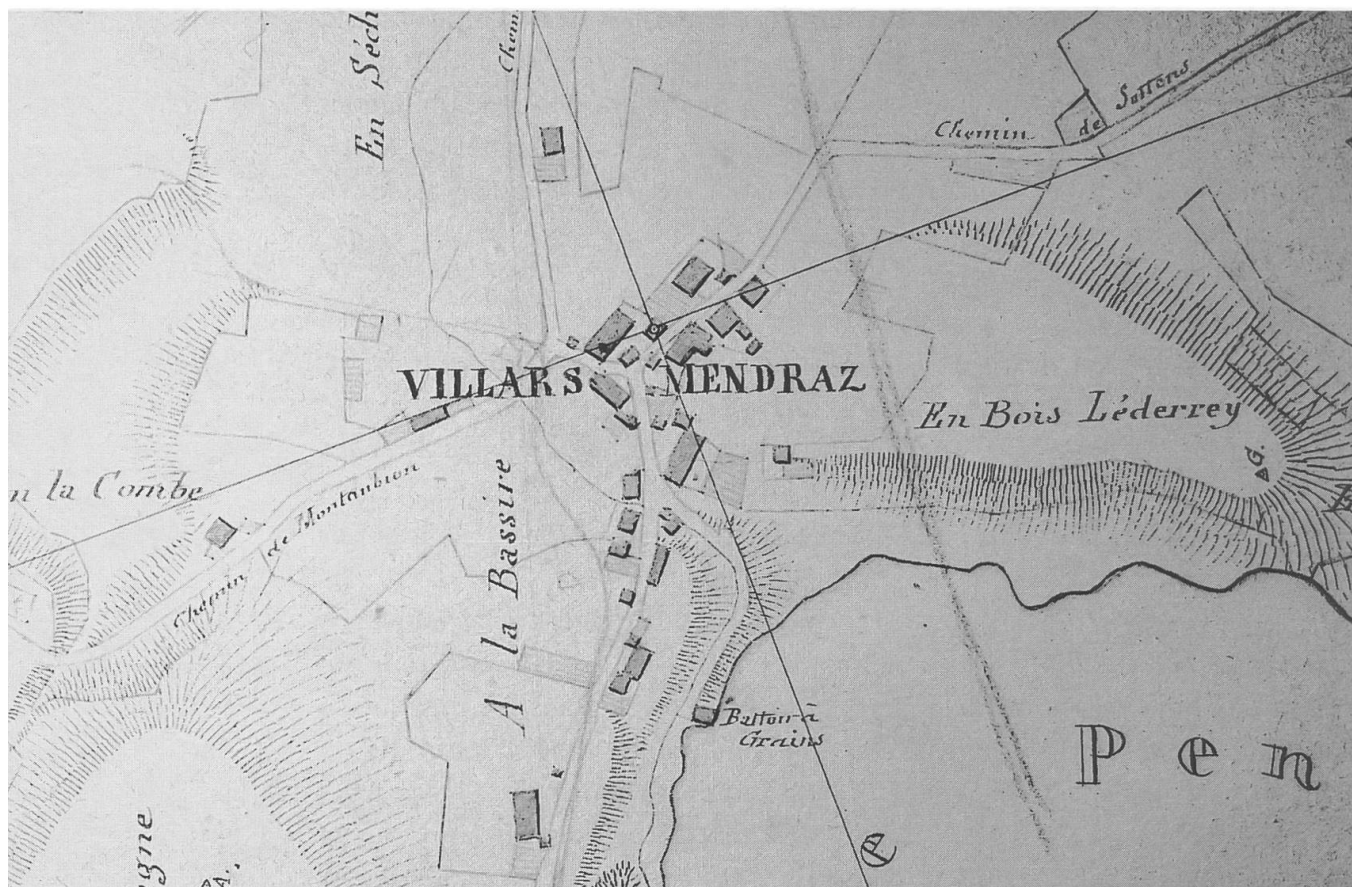 En Séch
Chem
Chemin
de Sottens
VILLARS MENDRAZ
En Bois Léderrey
G.
n la Combe
Chemin de Montaubion
A la Bassire
Battoir à
Grains
P e n
e
egne
A.